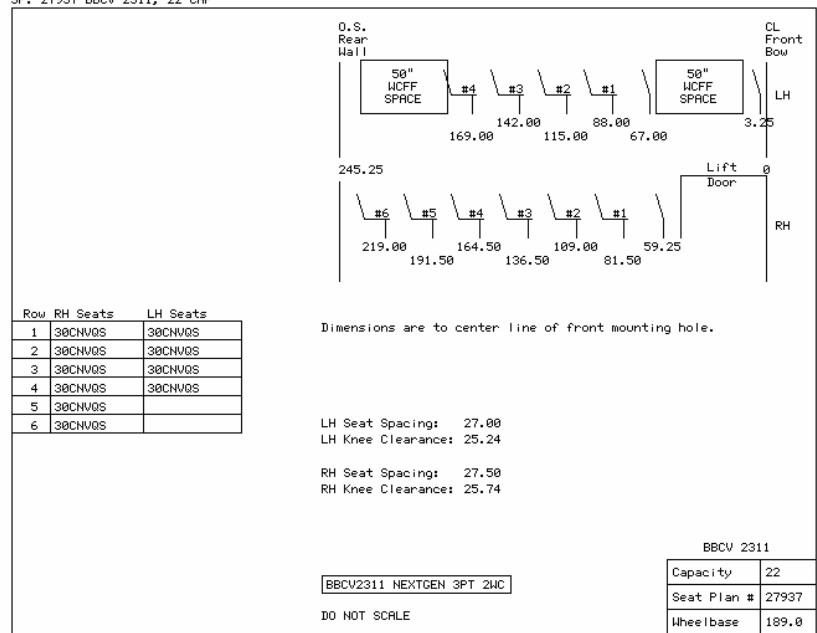 SP: 27937 BBCV 2311, 22 CAP
O.S. Rear Wall
CL Front Bow
50" WCFF SPACE
#4 #3 #2 #1
50" WCFF SPACE
LH
142.00 88.00 3.25
169.00 115.00 67.00
245.25 Lift Door 0
#6 #5 #4 #3 #2 #1
RH
219.00 164.50 109.00 59.25
191.50 136.50 81.50
Row RH Seats LH Seats
1 30CNVQS 30CNVQS
2 30CNVQS 30CNVQS
3 30CNVQS 30CNVQS
4 30CNVQS 30CNVQS
5 30CNVQS
6 30CNVQS
Dimensions are to center line of front mounting hole.
LH Seat Spacing: 27.00
LH Knee Clearance: 25.24
RH Seat Spacing: 27.50
RH Knee Clearance: 25.74
BBCV2311 NEXTGEN 3PT 2WC
DO NOT SCALE
BBCV 2311
Capacity 22
Seat Plan # 27937
Wheelbase 189.0